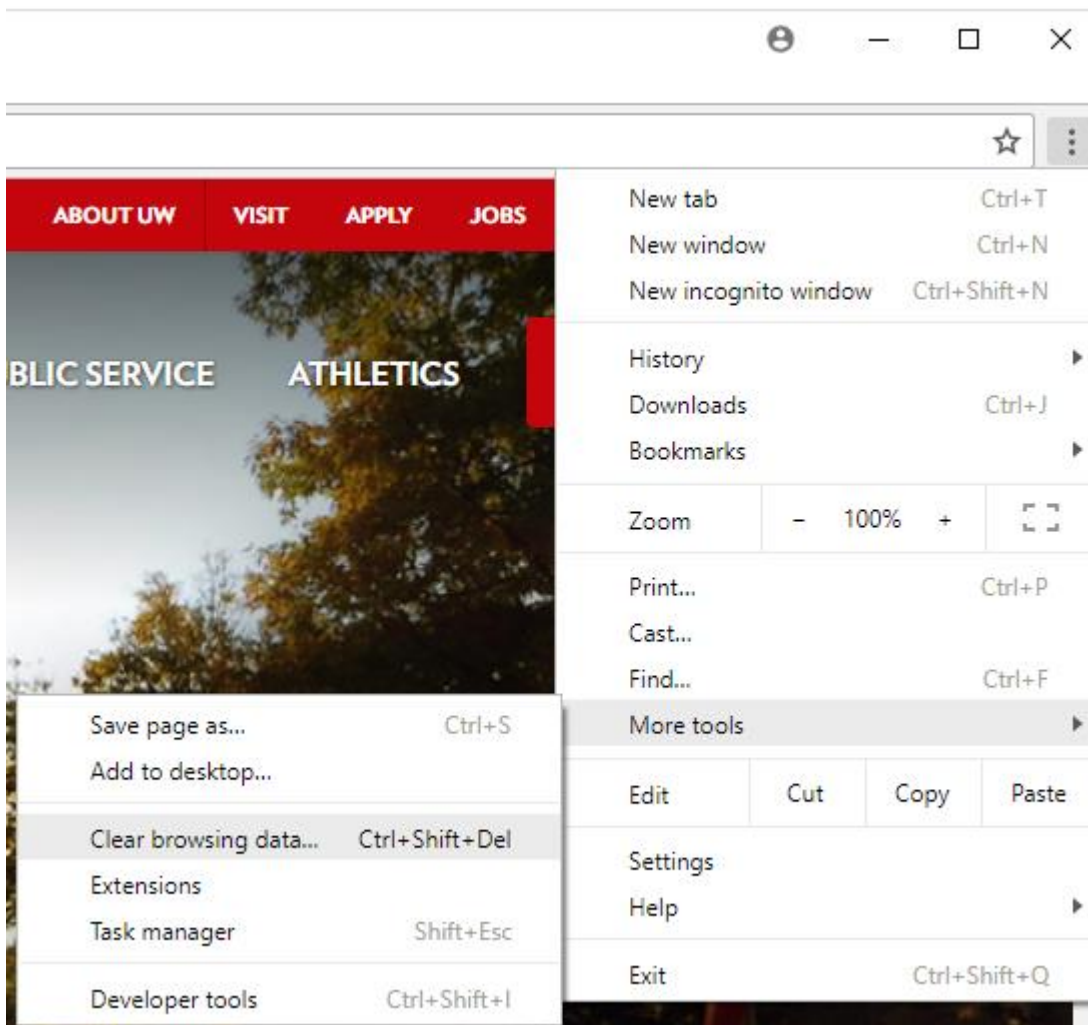 ABOUT UW VISIT APPLY JOBS
BLIC SERVICE ATHLETICS
New tab Ctrl+T
New window Ctrl+N
New incognito window Ctrl+Shift+N
History
Downloads Ctrl+J
Bookmarks
Zoom - 100% +
Print... Ctrl+P
Cast...
Find... Ctrl+F
More tools
Edit Cut Copy Paste
Settings
Help
Exit Ctrl+Shift+Q
Save page as... Ctrl+S
Add to desktop...
Clear browsing data... Ctrl+Shift+Del
Extensions
Task manager Shift+Esc
Developer tools Ctrl+Shift+I